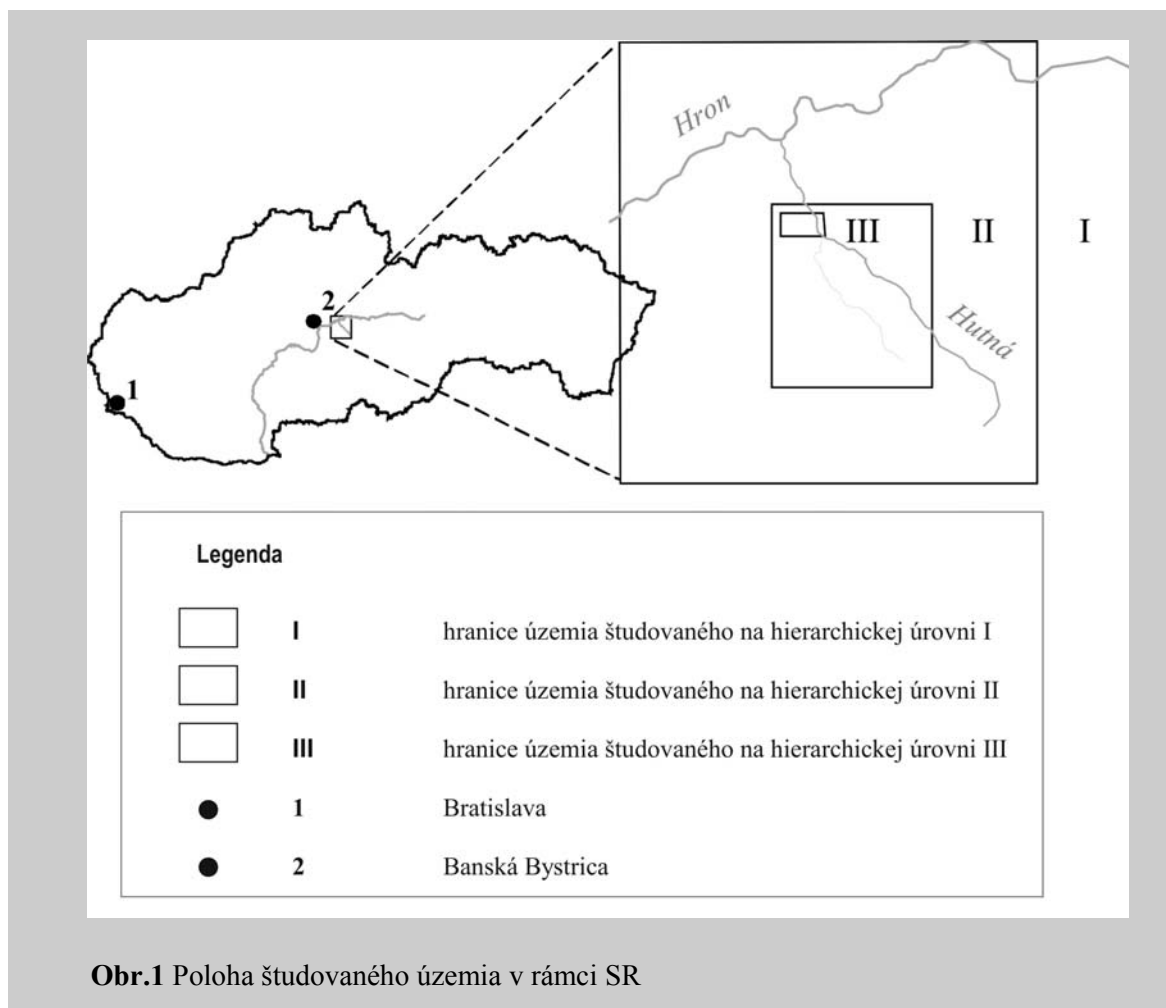 Hron
III
II
I
Hutná
2
1
Legenda
I hranice územia študovaného na hierarchickej úrovni I
II hranice územia študovaného na hierarchickej úrovni II
III hranice územia študovaného na hierarchickej úrovni III
1 Bratislava
2 Banská Bystrica
Obr.1 Poloha študovaného územia v rámci SR